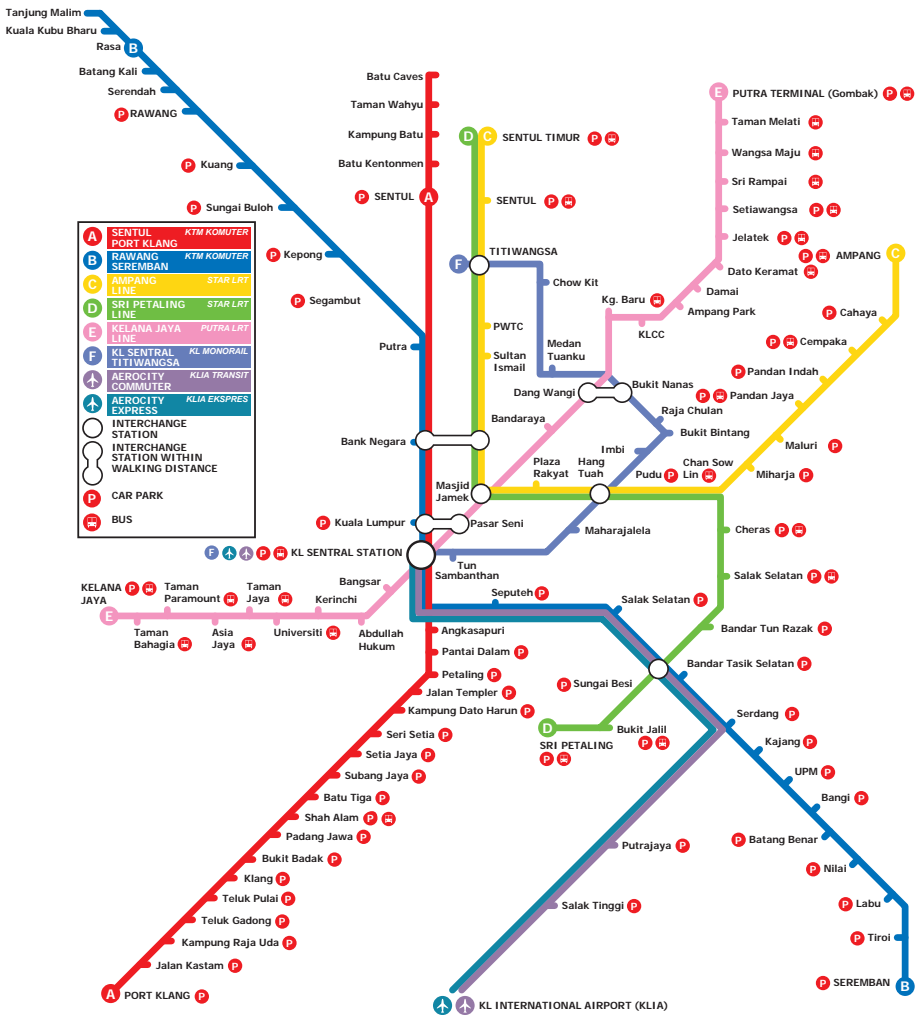 Tanjung Malim
Kuala Kubu Bharu
Rasa
B
Batang Kali
Serendah
P RAWANG
P Kuang
P Sungai Buloh
P Kepong
P Segambut
Putra
Bank Negara
P Kuala Lumpur
Batu Caves
Taman Wahyu
Kampung Batu
Batu Kentonmen
P SENTUL A
D C SENTUL TIMUR P
SENTUL P
F TITIWANGSA
Chow Kit
PWTC
Sultan
Ismail
Medan
Tuanku
Dang Wangi
Bukit Nanas
Bandaraya
Raja Chulan
Bukit Bintang
Imbi
Plaza
Rakyat
Hang
Tuah
Pudu P
Chan Sow
Lin
Masjid
Jamek
Pasar Seni
Maharajalela
E PUTRA TERMINAL (Gombak) P
Taman Melati
Wangsa Maju
Sri Rampai
Setiawangsa P
Jelatek P
Dato Keramat
Damai
Ampang Park
KLCC
Kg. Baru
P AMPANG C
P Cahaya
P Cempaka
P Pandan Indah
P Pandan Jaya
Maluri P
Miharja P
Cheras P
Salak Selatan P
Bandar Tun Razak P
A SENTUL KTM KOMUTER
PORT KLANG
B RAWANG KTM KOMUTER
SEREMBAN
C AMPANG STAR LRT
LINE
D SRI PETALING STAR LRT
LINE
E KELANA JAYA PUTRA LRT
LINE
F KL SENTRAL KL MONORAIL
TITIWANGSA
AEROCITY KLIA TRANSIT
COMMUTER
AEROCITY KLIA EKSPRES
EXPRESS
INTERCHANGE
STATION
INTERCHANGE
STATION WITHIN
WALKING DISTANCE
P CAR PARK
BUS
F P KL SENTRAL STATION
Tun
Sambanthan
KELANA P
JAYA
E
Taman
Paramount
Taman
Jaya
Kerinchi
Bangsar
Taman
Bahagia
Asia
Jaya
Universiti
Abdullah
Hukum
Seputeh P
Salak Selatan P
Bandar Tasik Selatan P
P Sungai Besi
Bukit Jalil
P
D
SRI PETALING
P
Serdang P
Kajang P
UPM P
Bangi P
P Batang Benar
P Nilai
P Labu
P Tiroi
P SEREMBAN B
Putrajaya P
Salak Tinggi P
KL INTERNATIONAL AIRPORT (KLIA)
Angkasapuri
Pantai Dalam P
Petaling P
Jalan Templer P
Kampung Dato Harun P
Seri Setia P
Setia Jaya P
Subang Jaya P
Batu Tiga P
Shah Alam P
Padang Jawa P
Bukit Badak P
Klang P
Teluk Pulai P
Teluk Gadong P
Kampung Raja Uda P
Jalan Kastam P
A PORT KLANG P